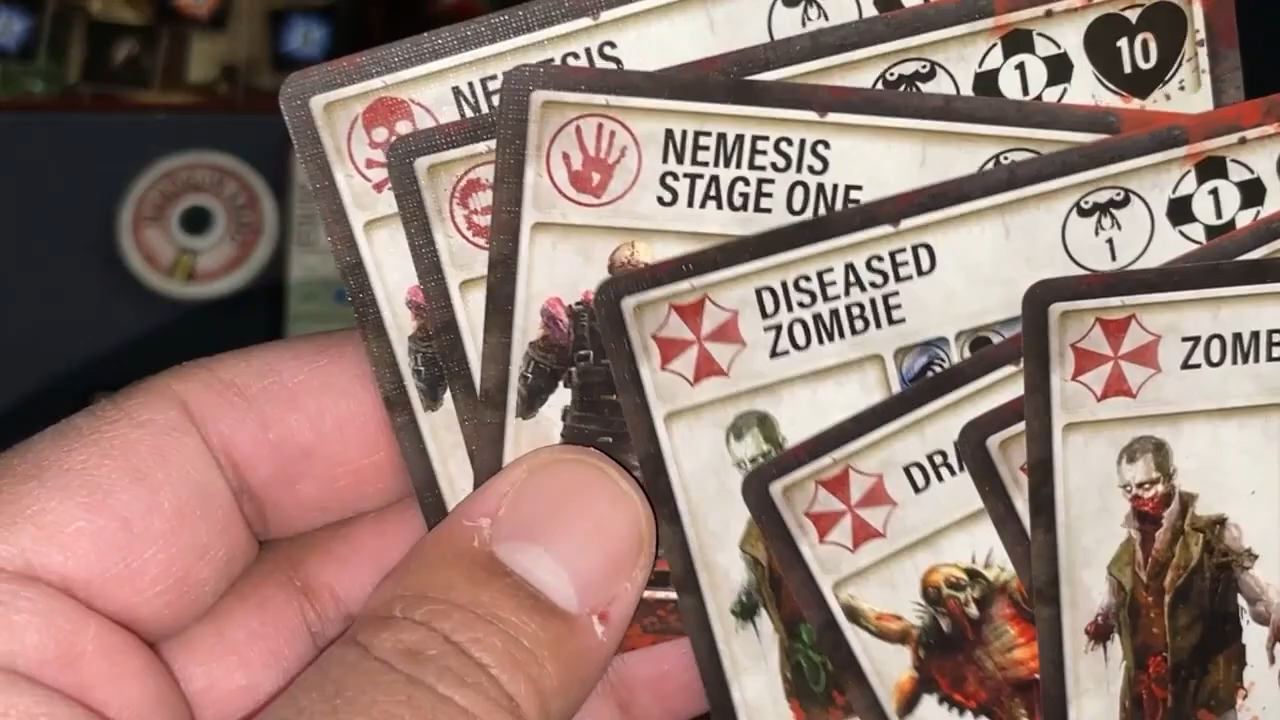 10
1
NEMESIS
NEMESIS
STAGE ONE
1
1
DISEASED
ZOMBIE
DRA
ZOMB